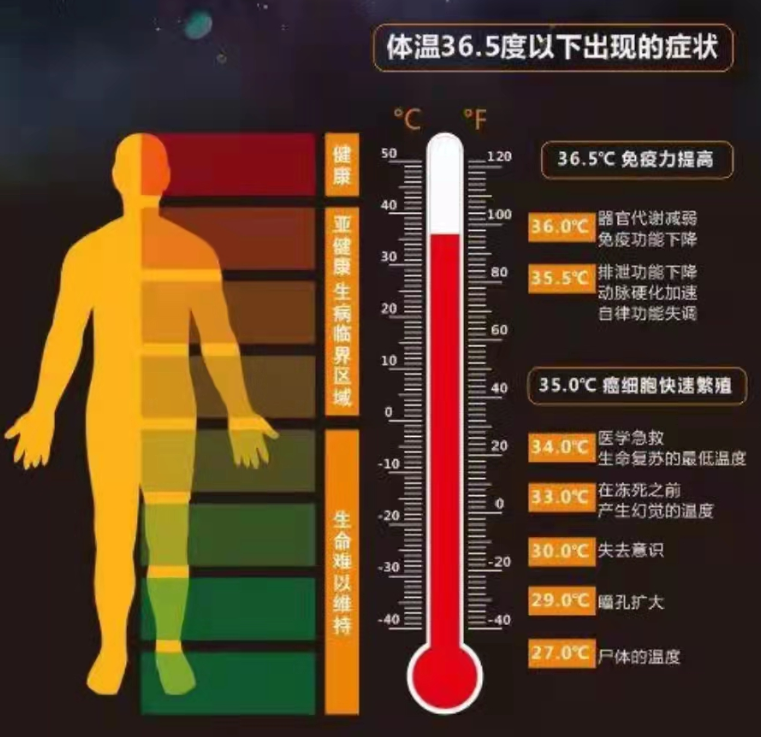 体温36.5度以下出现的症状
°C °F
50 120
40 100
30 80
20 60
10 40
0 20
-10 0
-20 -20
-30 -40
-40
健康
亚健康 生病临界区域
生命难以维持
36.5℃ 免疫力提高
36.0℃ 器官代谢减弱
免疫功能下降
35.5℃ 排泄功能下降
动脉硬化加速
自律功能失调
35.0℃ 癌细胞快速繁殖
34.0℃ 医学急救
生命复苏的最低温度
33.0℃ 在冻死之前
产生幻觉的温度
30.0℃ 失去意识
29.0℃ 瞳孔扩大
27.0℃ 尸体的温度